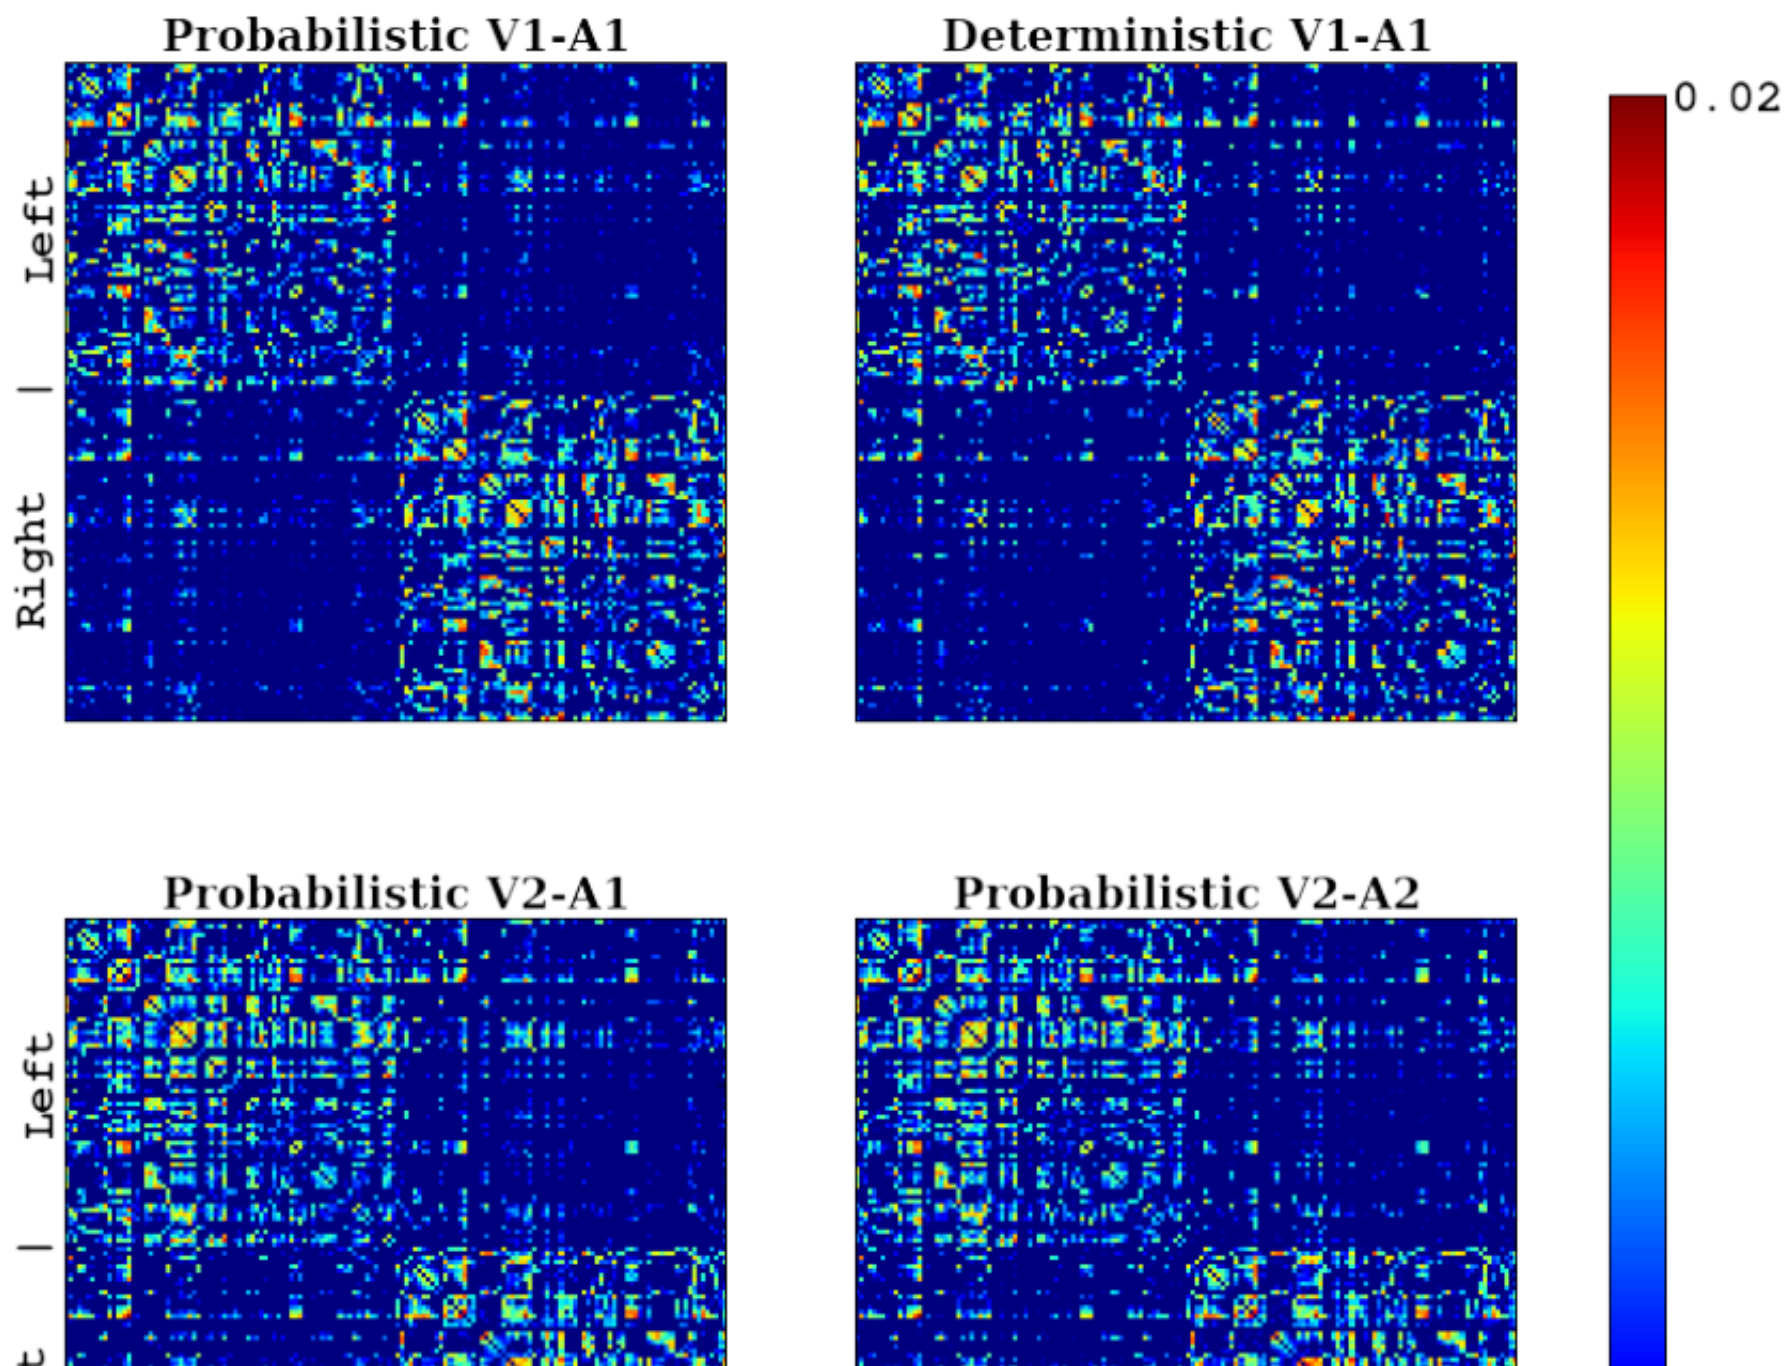 Probabilistic V1-A1
Deterministic V1-A1
0.02
Left
|
Right
Probabilistic V2-A1
Probabilistic V2-A2
Left
|
t